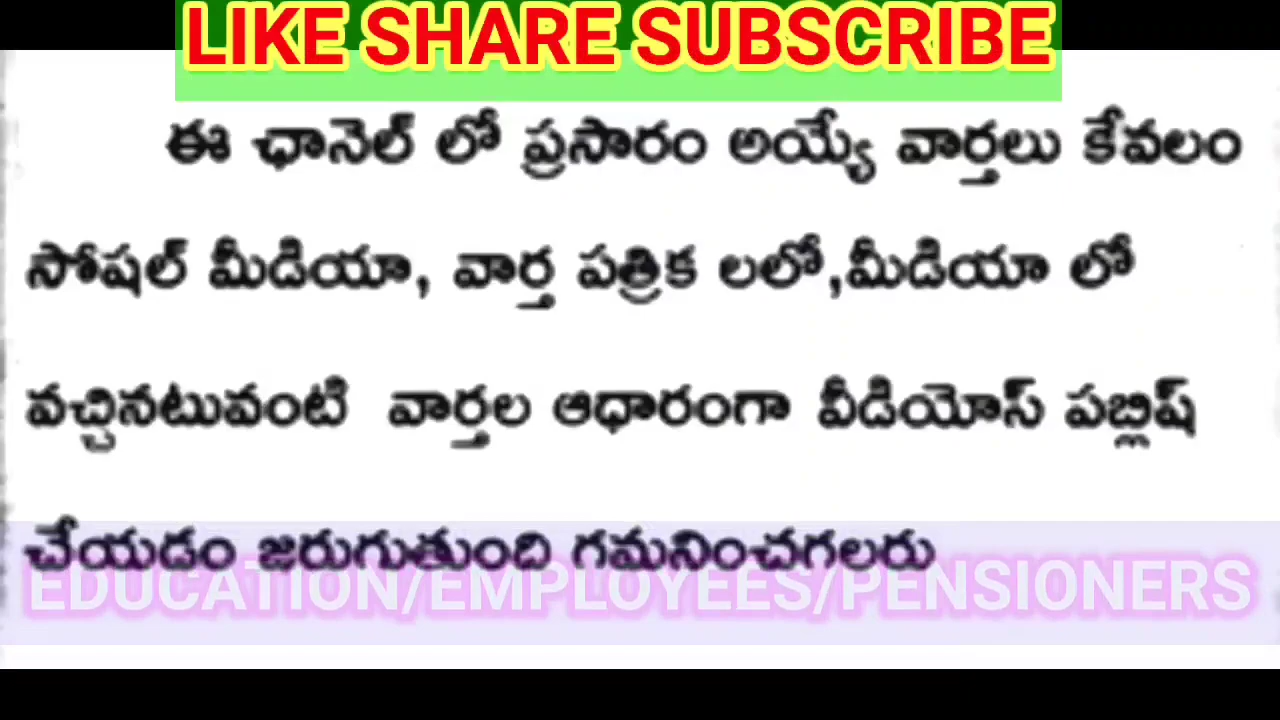 LIKE SHARE SUBSCRIBE
ఈ ఛానెల్ లో ప్రసారం అయ్యే వార్తలు కేవలం
సోషల్ మీడియా, వార్త పత్రిక లలో,మీడియా లో
వచ్చినటువంటి వార్తల ఆధారంగా వీడియోస్ పబ్లిష్
చేయడం జరుగుతుంది గమనించగలరు
EDUCATION/EMPLOYEES/PENSIONERS